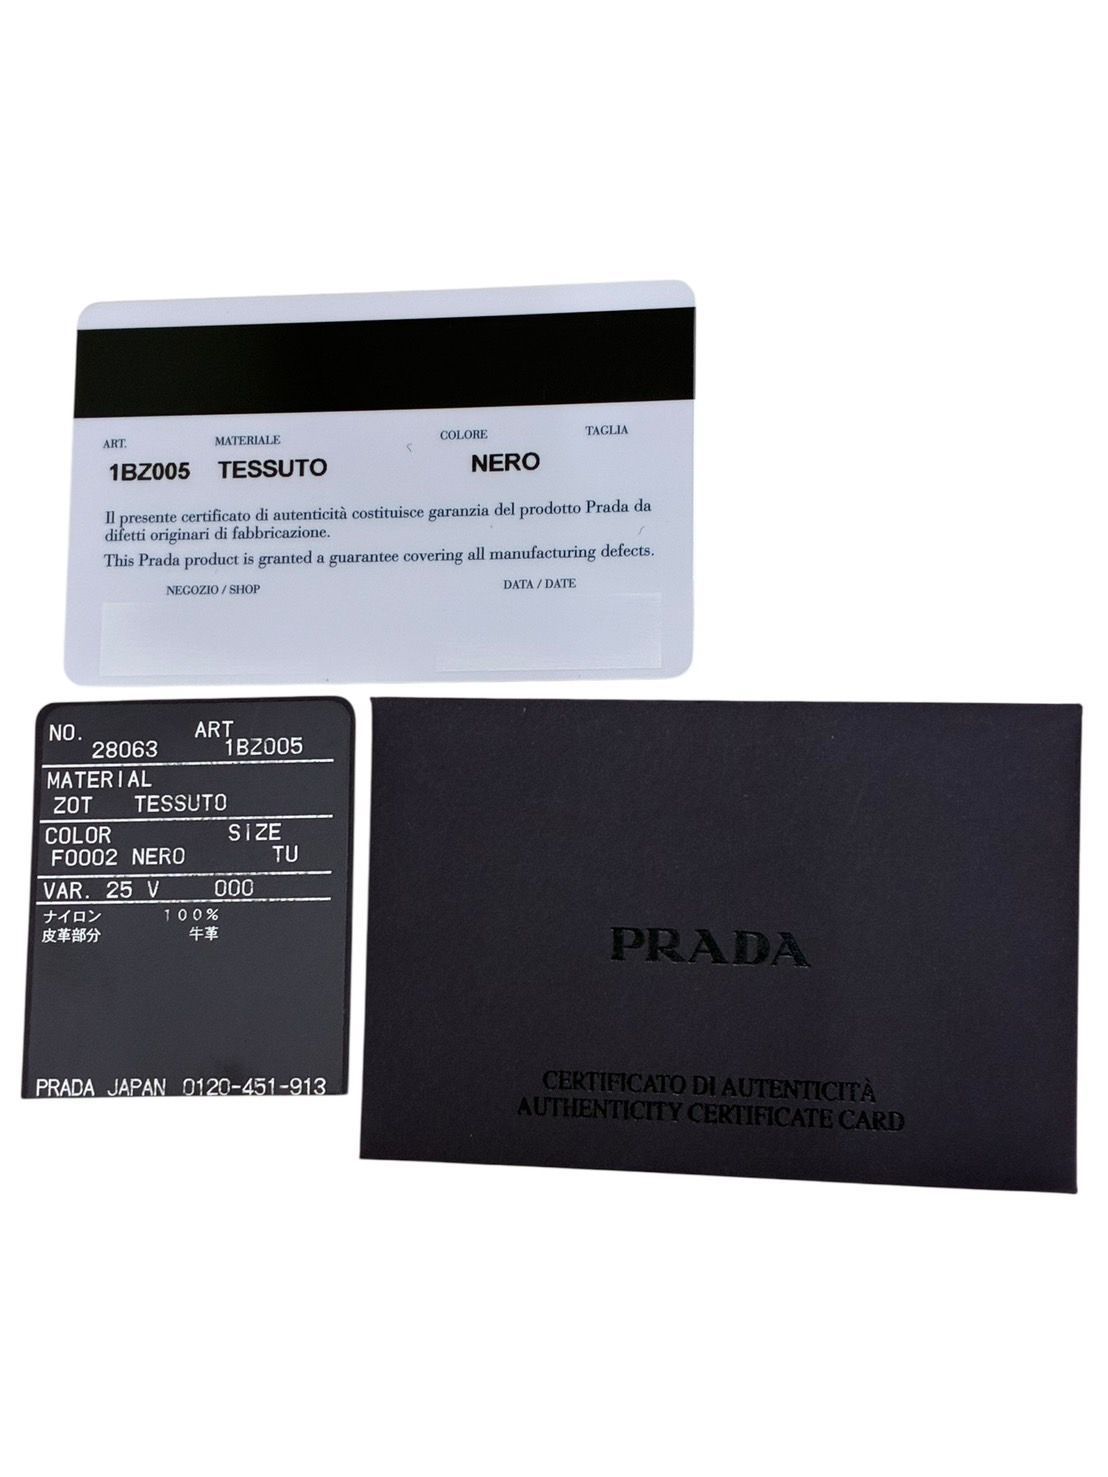 ART. MATERIALE COLORE TAGLIA
1BZ005 TESSUTO NERO
Il presente certificato di autenticità costituisce garanzia del prodotto Prada da
difetti originari di fabbricazione.
This Prada product is granted a guarantee covering all manufacturing defects.
NEGOZIO / SHOP DATA / DATE
NO. ART
28063 1BZ005
MATERIAL
ZOT TESSUTO
COLOR SIZE
F0002 NERO TU
VAR. 25 V 000
ナイロン 100%
皮革部分 牛革
PRADA JAPAN 0120-451-913
PRADA
CERTIFICATO DI AUTENTICITÀ
AUTHENTICITY CERTIFICATE CARD